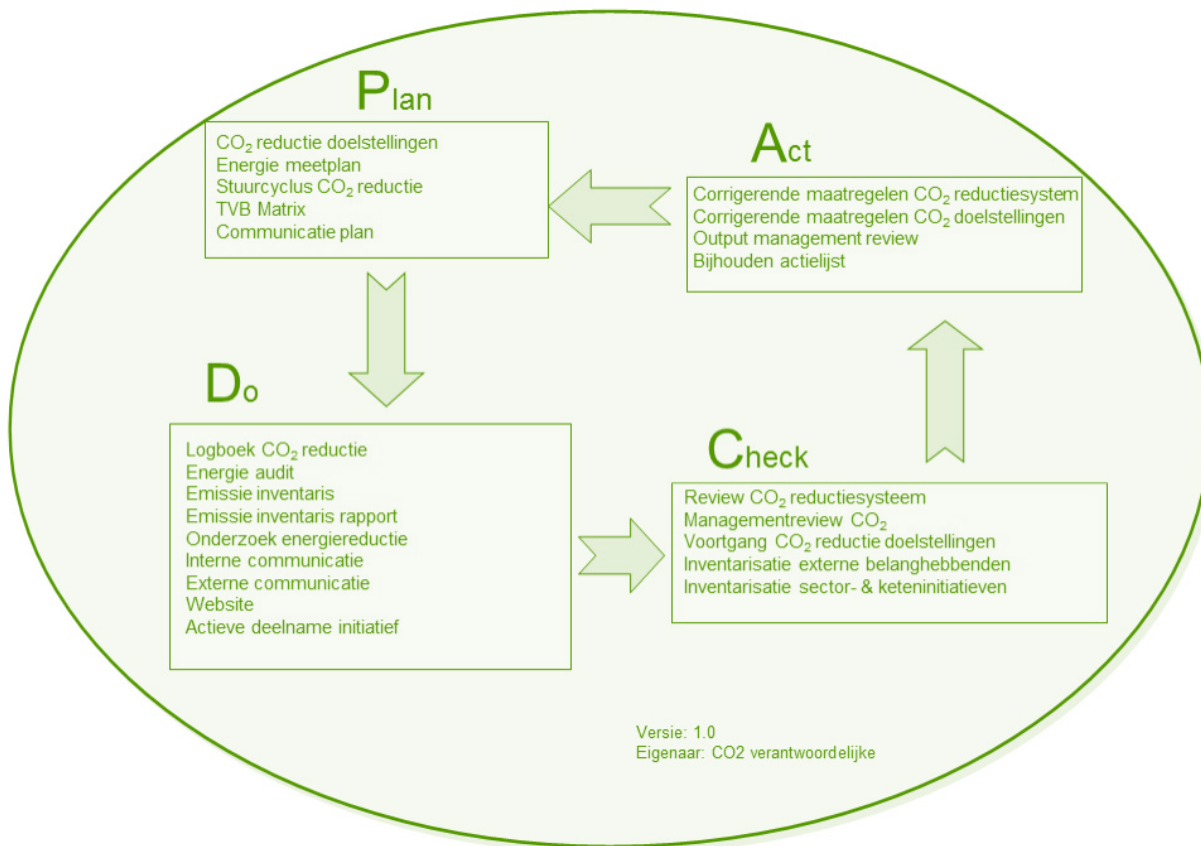 Plan
CO₂ reductie doelstellingen
Energie meetplan
Stuurcyclus CO₂ reductie
TVB Matrix
Communicatie plan
Act
Corrigerende maatregelen CO₂ reductiesystem
Corrigerende maatregelen CO₂ doelstellingen
Output management review
Bijhouden actielijst
Do
Logboek CO₂ reductie
Energie audit
Emissie inventaris
Emissie inventaris rapport
Onderzoek energiereductie
Interne communicatie
Externe communicatie
Website
Actieve deelname initiatief
Check
Review CO₂ reductiesysteem
Managementreview CO₂
Voortgang CO₂ reductie doelstellingen
Inventarisatie externe belanghebbenden
Inventarisatie sector- & keteninitiatieven
Versie: 1.0
Eigenaar: CO2 verantwoordelijke